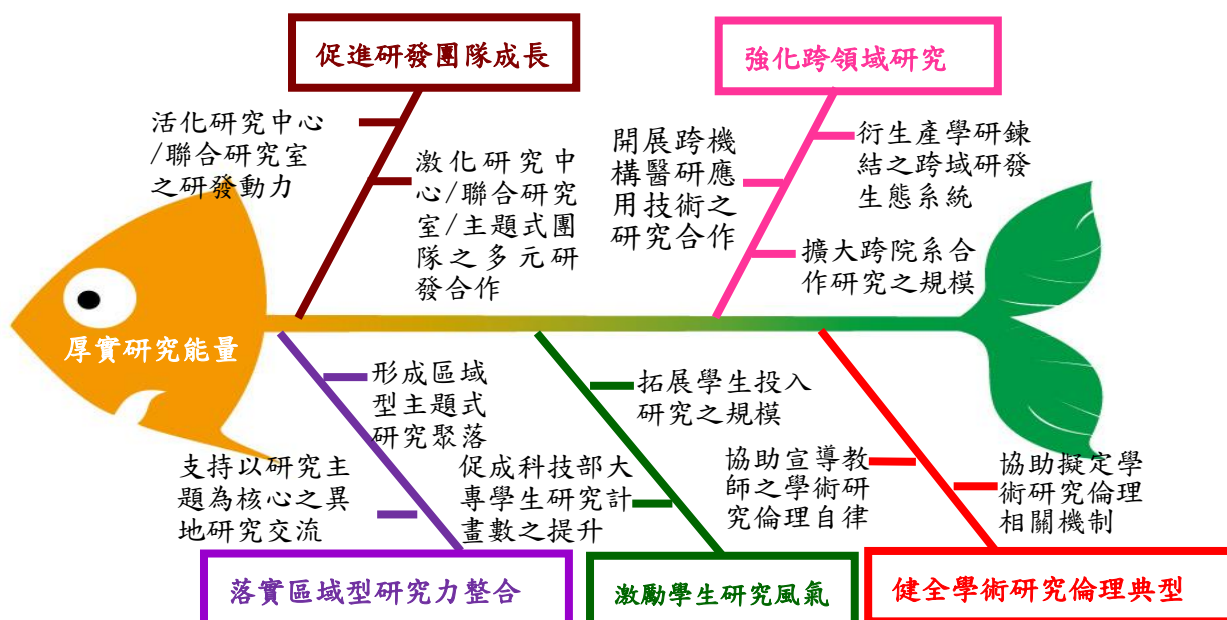 促進研發團隊成長
強化跨領域研究
活化研究中心
/聯合研究室
之研發動力
激化研究中
心/聯合研究
室/主題式團
隊之多元研
發合作
開展跨機
構醫研應
用技術之
研究合作
衍生產學研鍊
結之跨域研發
生態系統
擴大跨院系合
作研究之規模
厚實研究能量
形成區域
型主題式
研究聚落
支持以研究主
題為核心之異
地研究交流
拓展學生投入
研究之規模
促成科技部大
專學生研究計
畫數之提升
協助宣導教
師之學術研
究倫理自律
協助擬定學
術研究倫理
相關機制
落實區域型研究力整合
激勵學生研究風氣
健全學術研究倫理典型